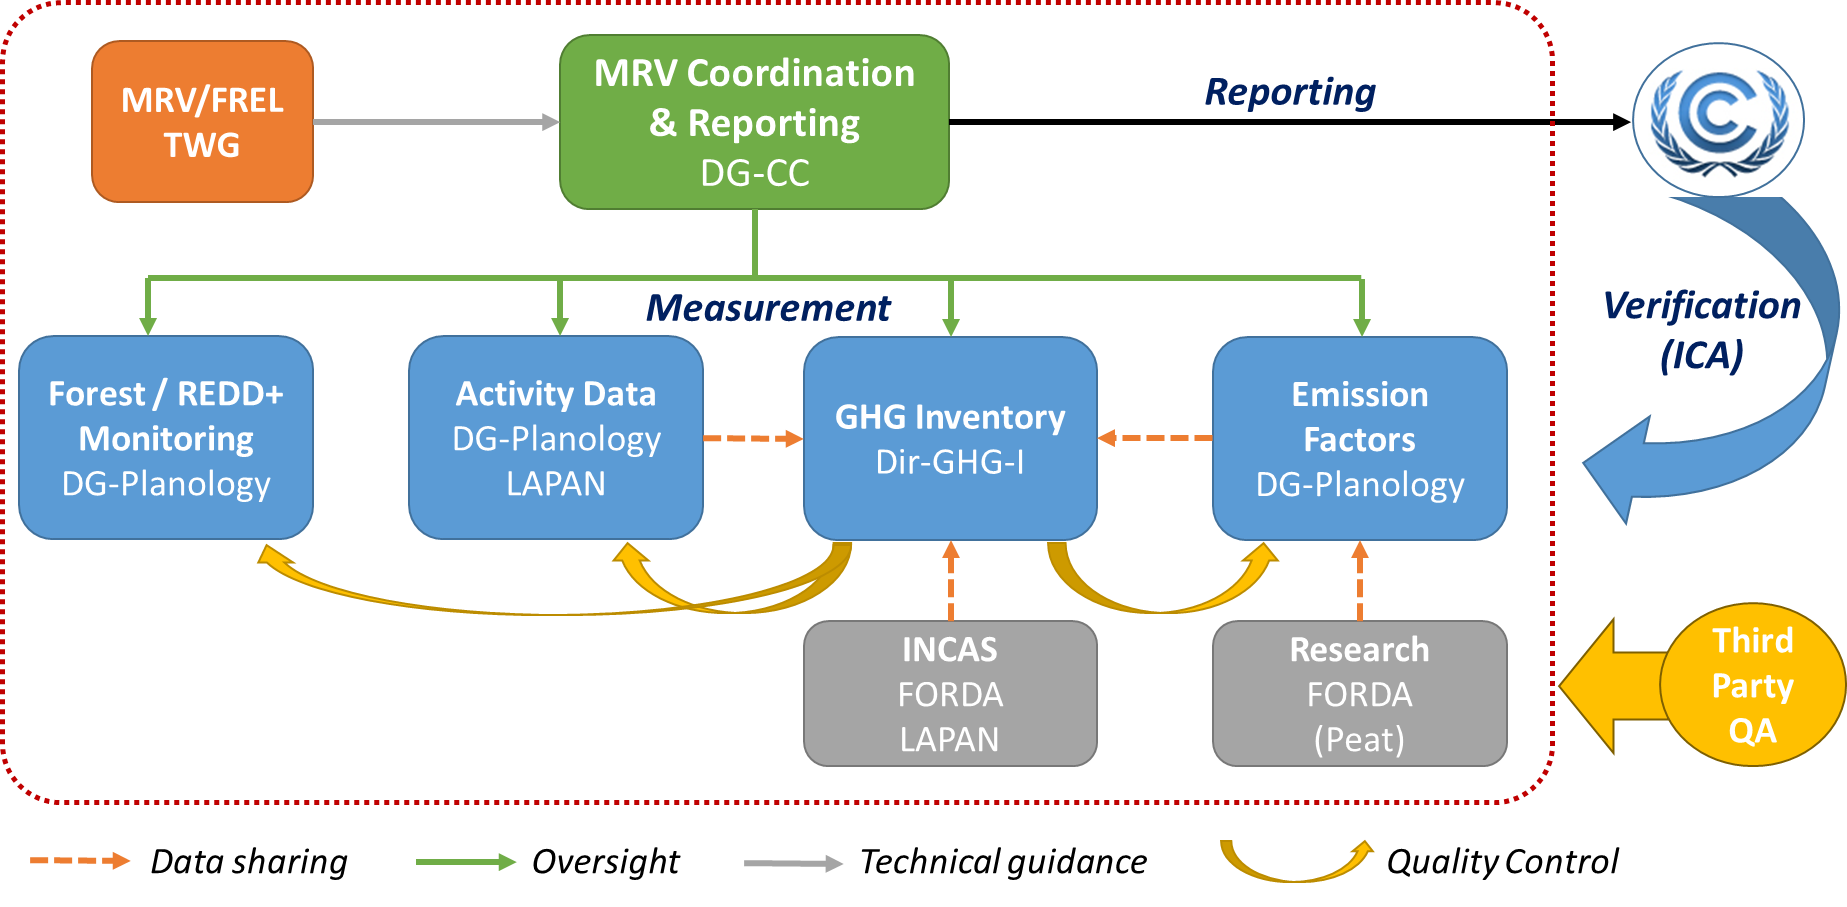 MRV/FREL
TWG
MRV Coordination
& Reporting
DG-CC
Reporting
Measurement
Verification
(ICA)
Forest / REDD+
Monitoring
DG-Planology
Activity Data
DG-Planology
LAPAN
GHG Inventory
Dir-GHG-I
Emission
Factors
DG-Planology
INCAS
FORDA
LAPAN
Research
FORDA
(Peat)
Third
Party
QA
Data sharing
Oversight
Technical guidance
Quality Control